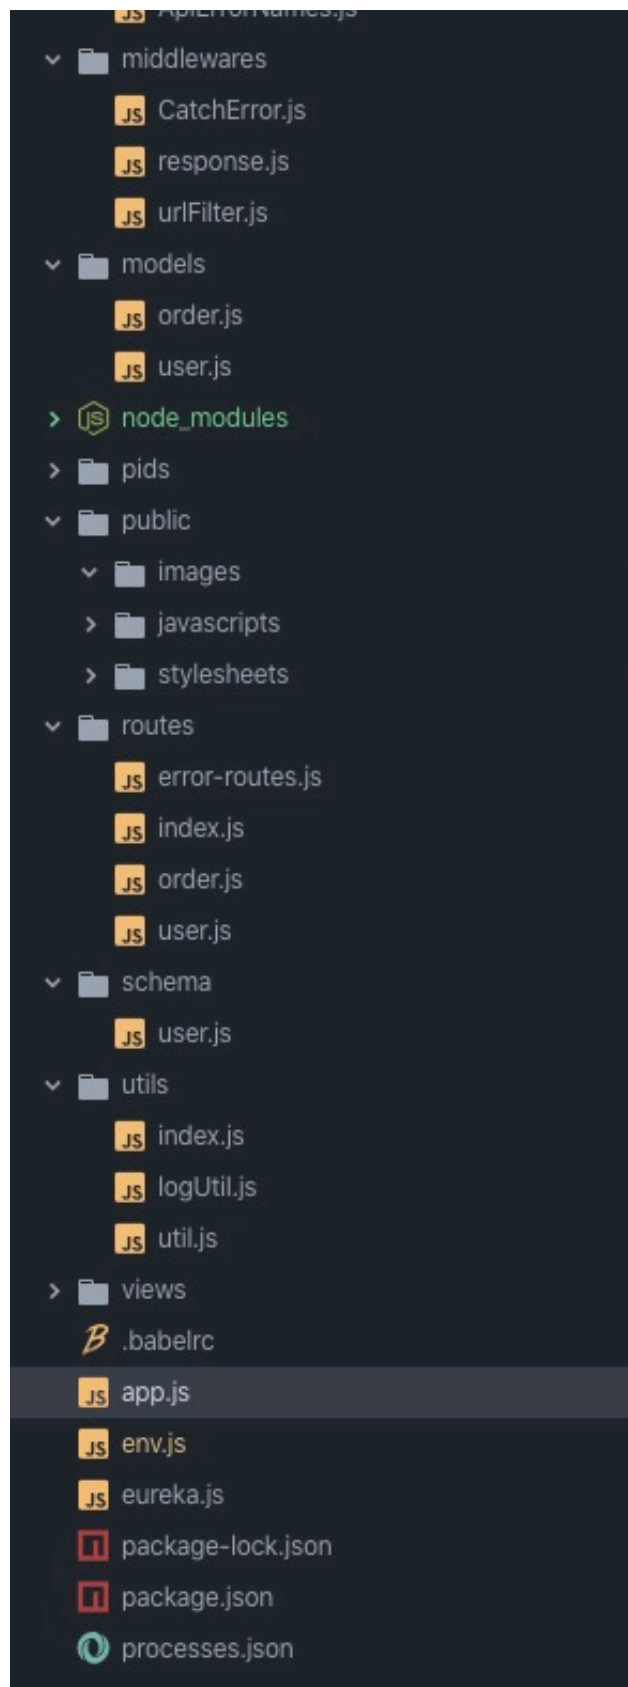 ApiErrorNames.js
middlewares
CatchError.js
response.js
urlFilter.js
models
order.js
user.js
node_modules
pids
public
images
javascripts
stylesheets
routes
error-routes.js
index.js
order.js
user.js
schema
user.js
utils
index.js
logUtil.js
util.js
views
.babelrc
app.js
env.js
eureka.js
package-lock.json
package.json
processes.json